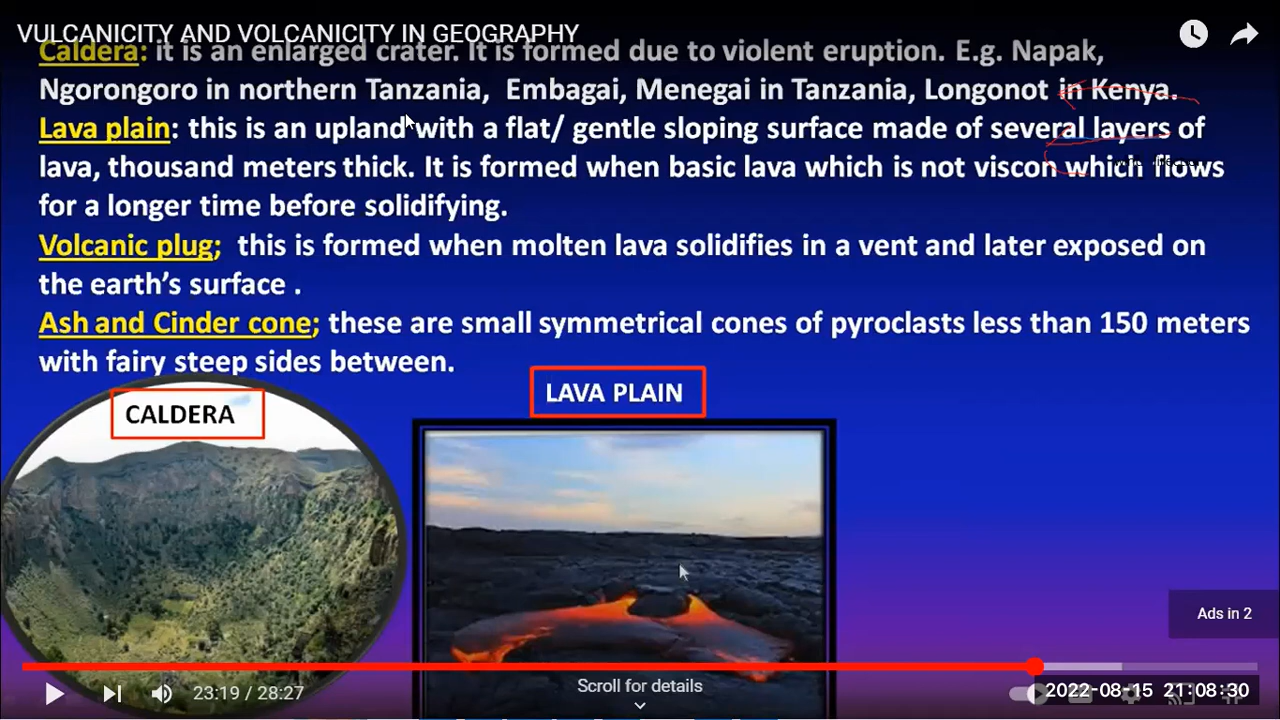 VULCANICITY AND VOLCANICITY IN GEOGRAPHY
Caldera: it is an enlarged crater. It is formed due to violent eruption. E.g. Napak,
Ngorongoro in northern Tanzania, Embagai, Menegai in Tanzania, Longonot in Kenya.
Lava plain: this is an upland with a flat/ gentle sloping surface made of several layers of
lava, thousand meters thick. It is formed when basic lava which is not viscon which flows
for a longer time before solidifying.
Volcanic plug; this is formed when molten lava solidifies in a vent and later exposed on
the earth's surface .
Ash and Cinder cone; these are small symmetrical cones of pyroclasts less than 150 meters
with fairy steep sides between.
LAVA PLAIN
CALDERA
Ads in 2
23:19 / 28:27
Scroll for details
2022-08-15 21:08:30